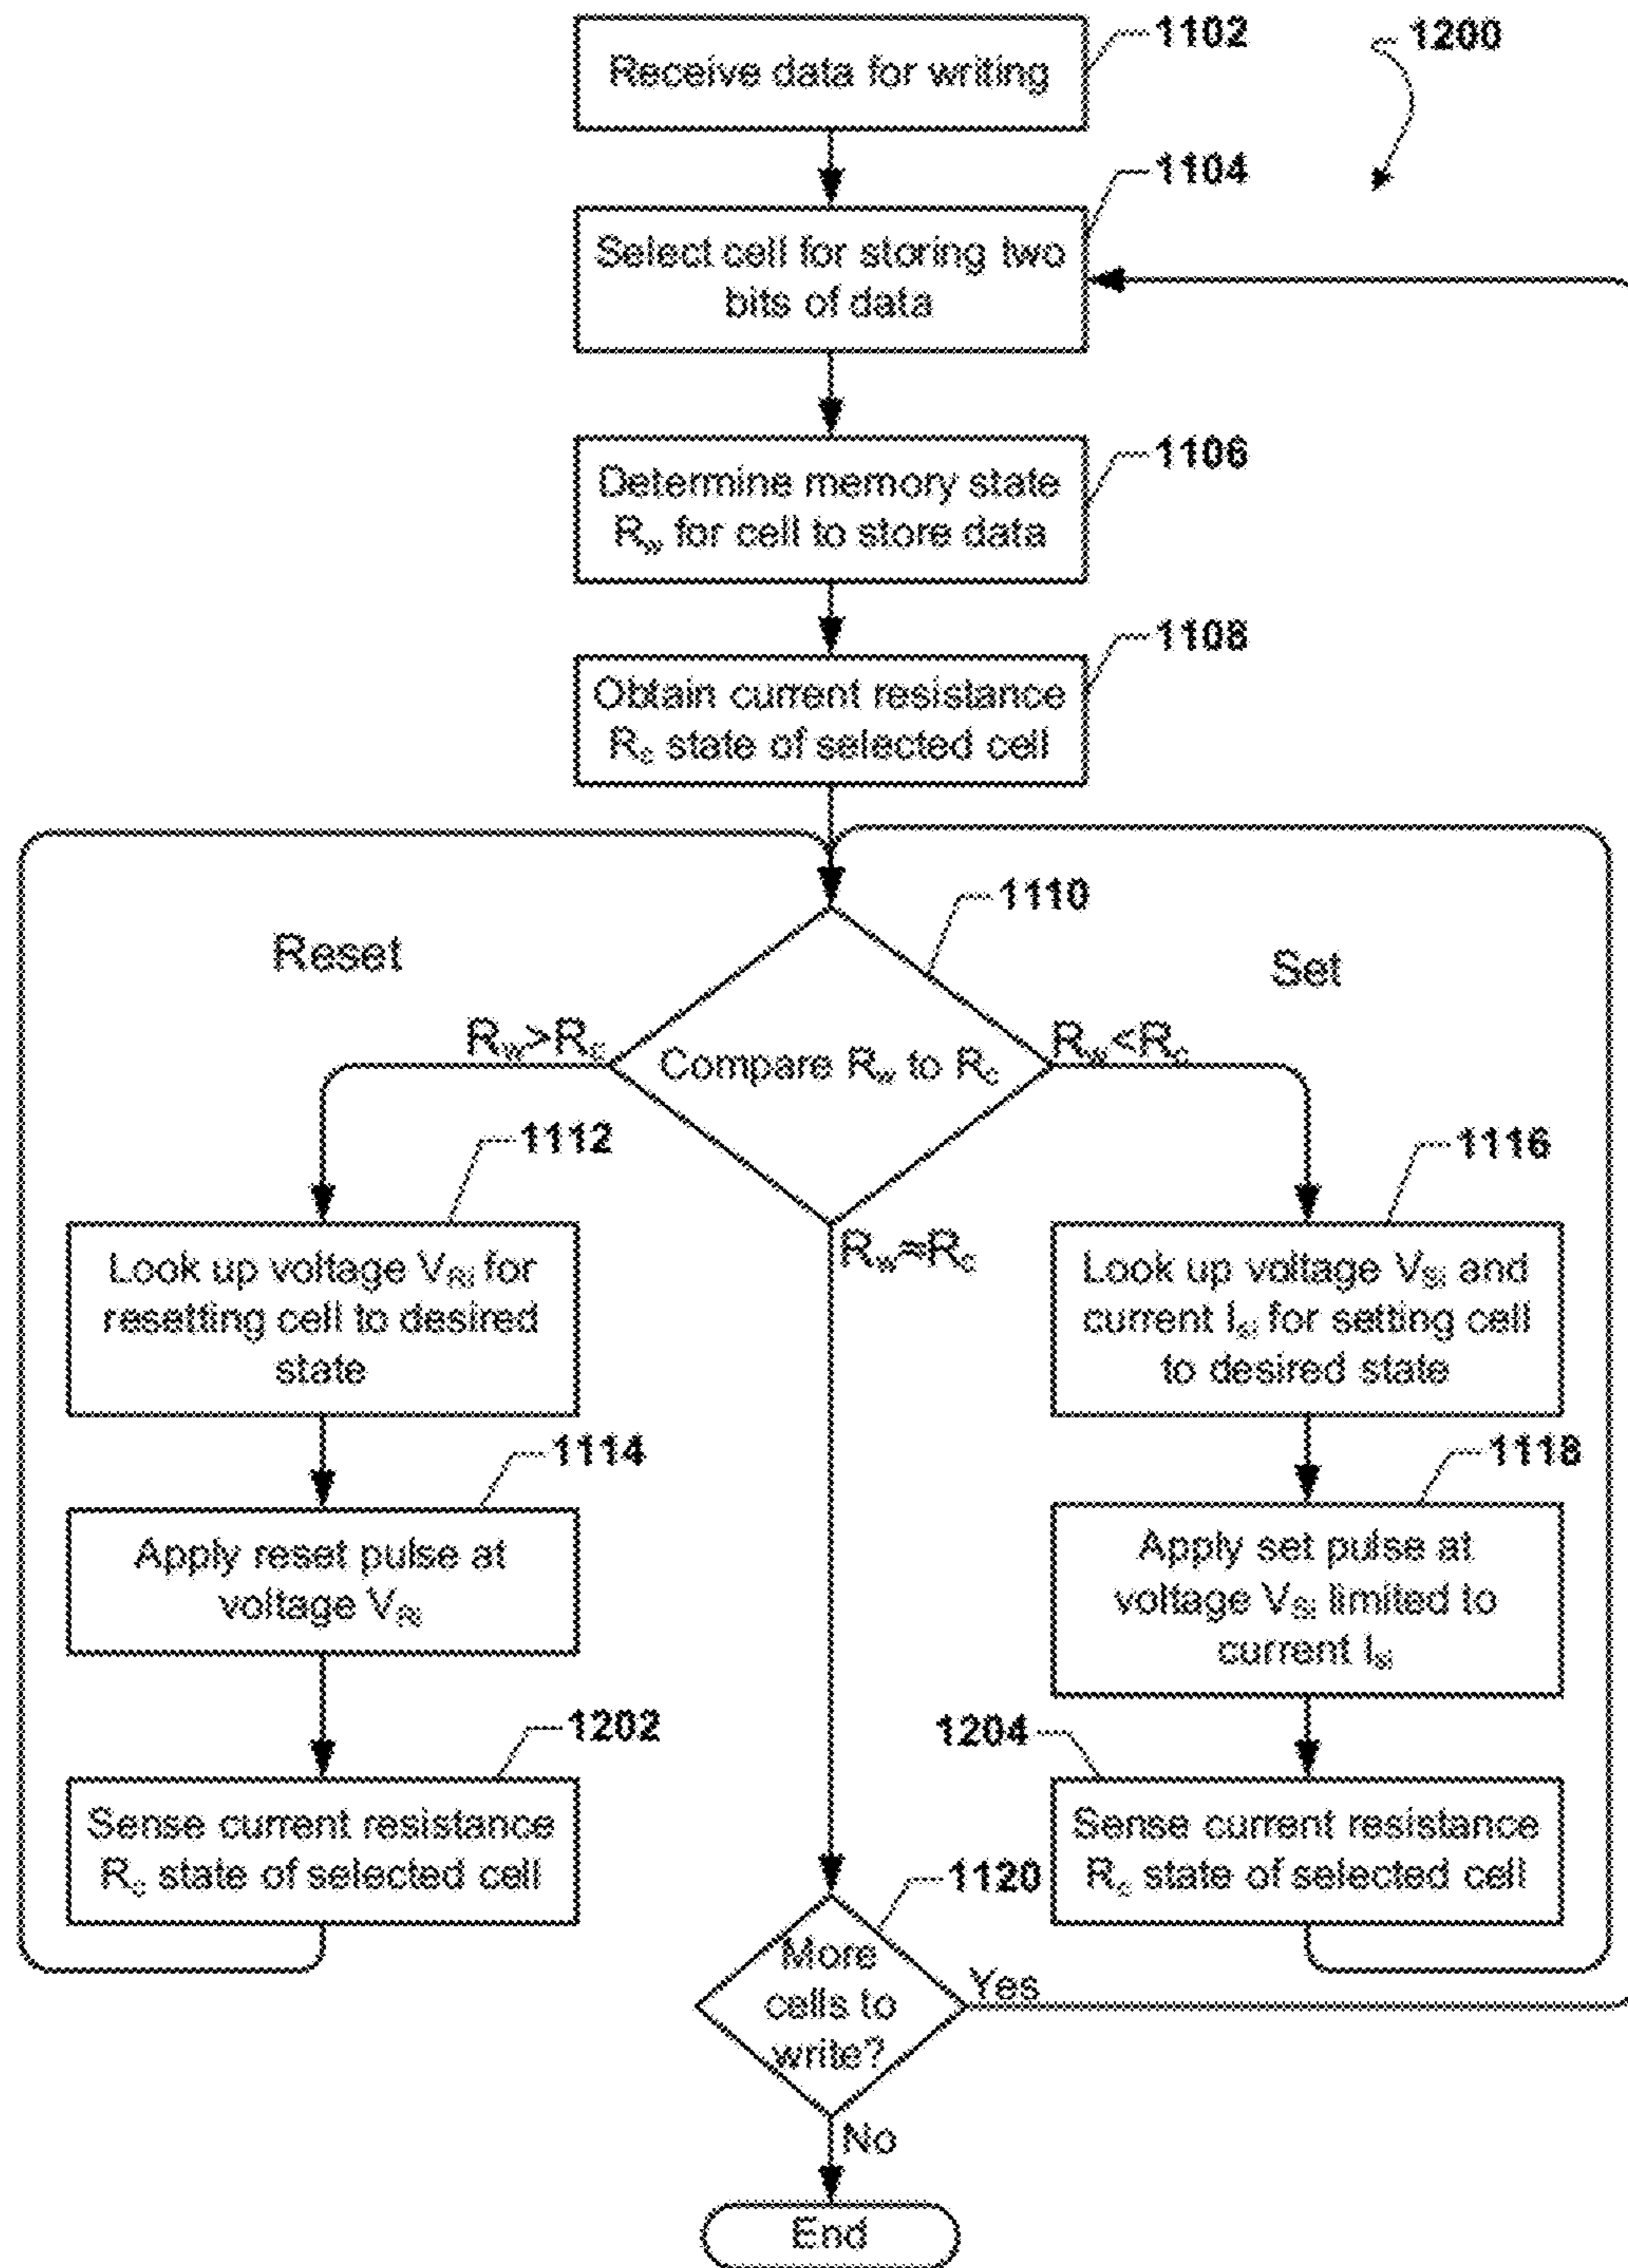 1102
1200
Receive data for writing
1104
Select cell for storing two
bits of data
1106
Determine memory state
Rw for cell to store data
1108
Obtain current resistance
Rc state of selected cell
1110
Reset
Set
Rw>Rc
Rw<Rc
Compare Rw to Rc
1112
1116
Rw≈Rc
Look up voltage VRi for
resetting cell to desired
state
Look up voltage VSi and
current Isi for setting cell
to desired state
1114
1118
Apply reset pulse at
voltage VRi
Apply set pulse at
voltage VSi limited to
current Isi
1202
1204
Sense current resistance
Rc state of selected cell
Sense current resistance
Rc state of selected cell
1120
More
cells to
write?
Yes
No
End